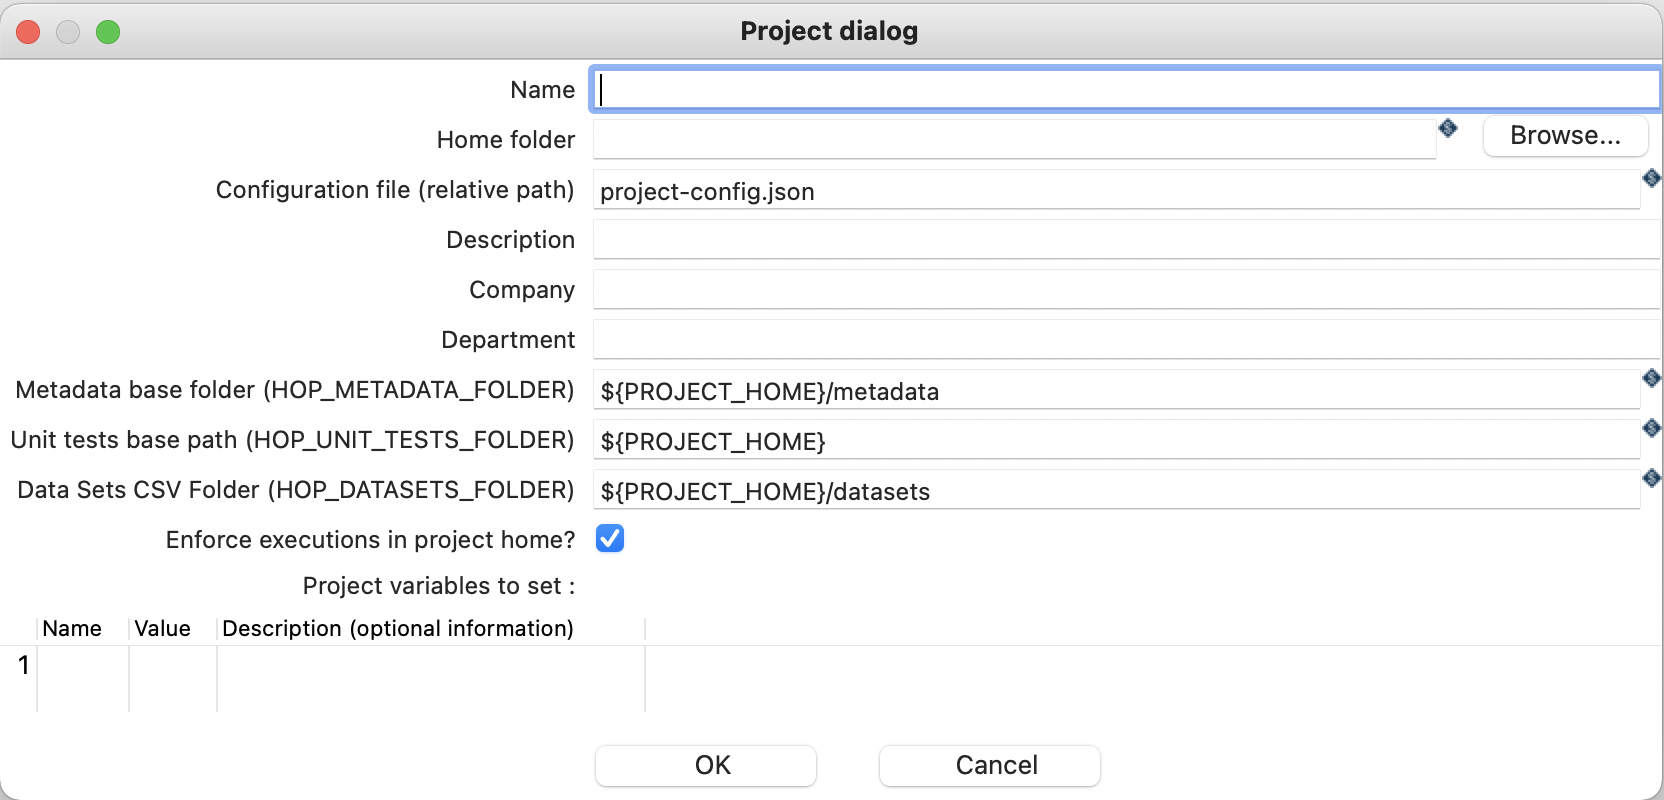 Project dialog
Name
Home folder
Browse...
Configuration file (relative path) project-config.json
Description
Company
Department
Metadata base folder (HOP_METADATA_FOLDER) ${PROJECT_HOME}/metadata
Unit tests base path (HOP_UNIT_TESTS_FOLDER) ${PROJECT_HOME}
Data Sets CSV Folder (HOP_DATASETS_FOLDER) ${PROJECT_HOME}/datasets
Enforce executions in project home?
Project variables to set :
Name Value Description (optional information)
1
OK Cancel